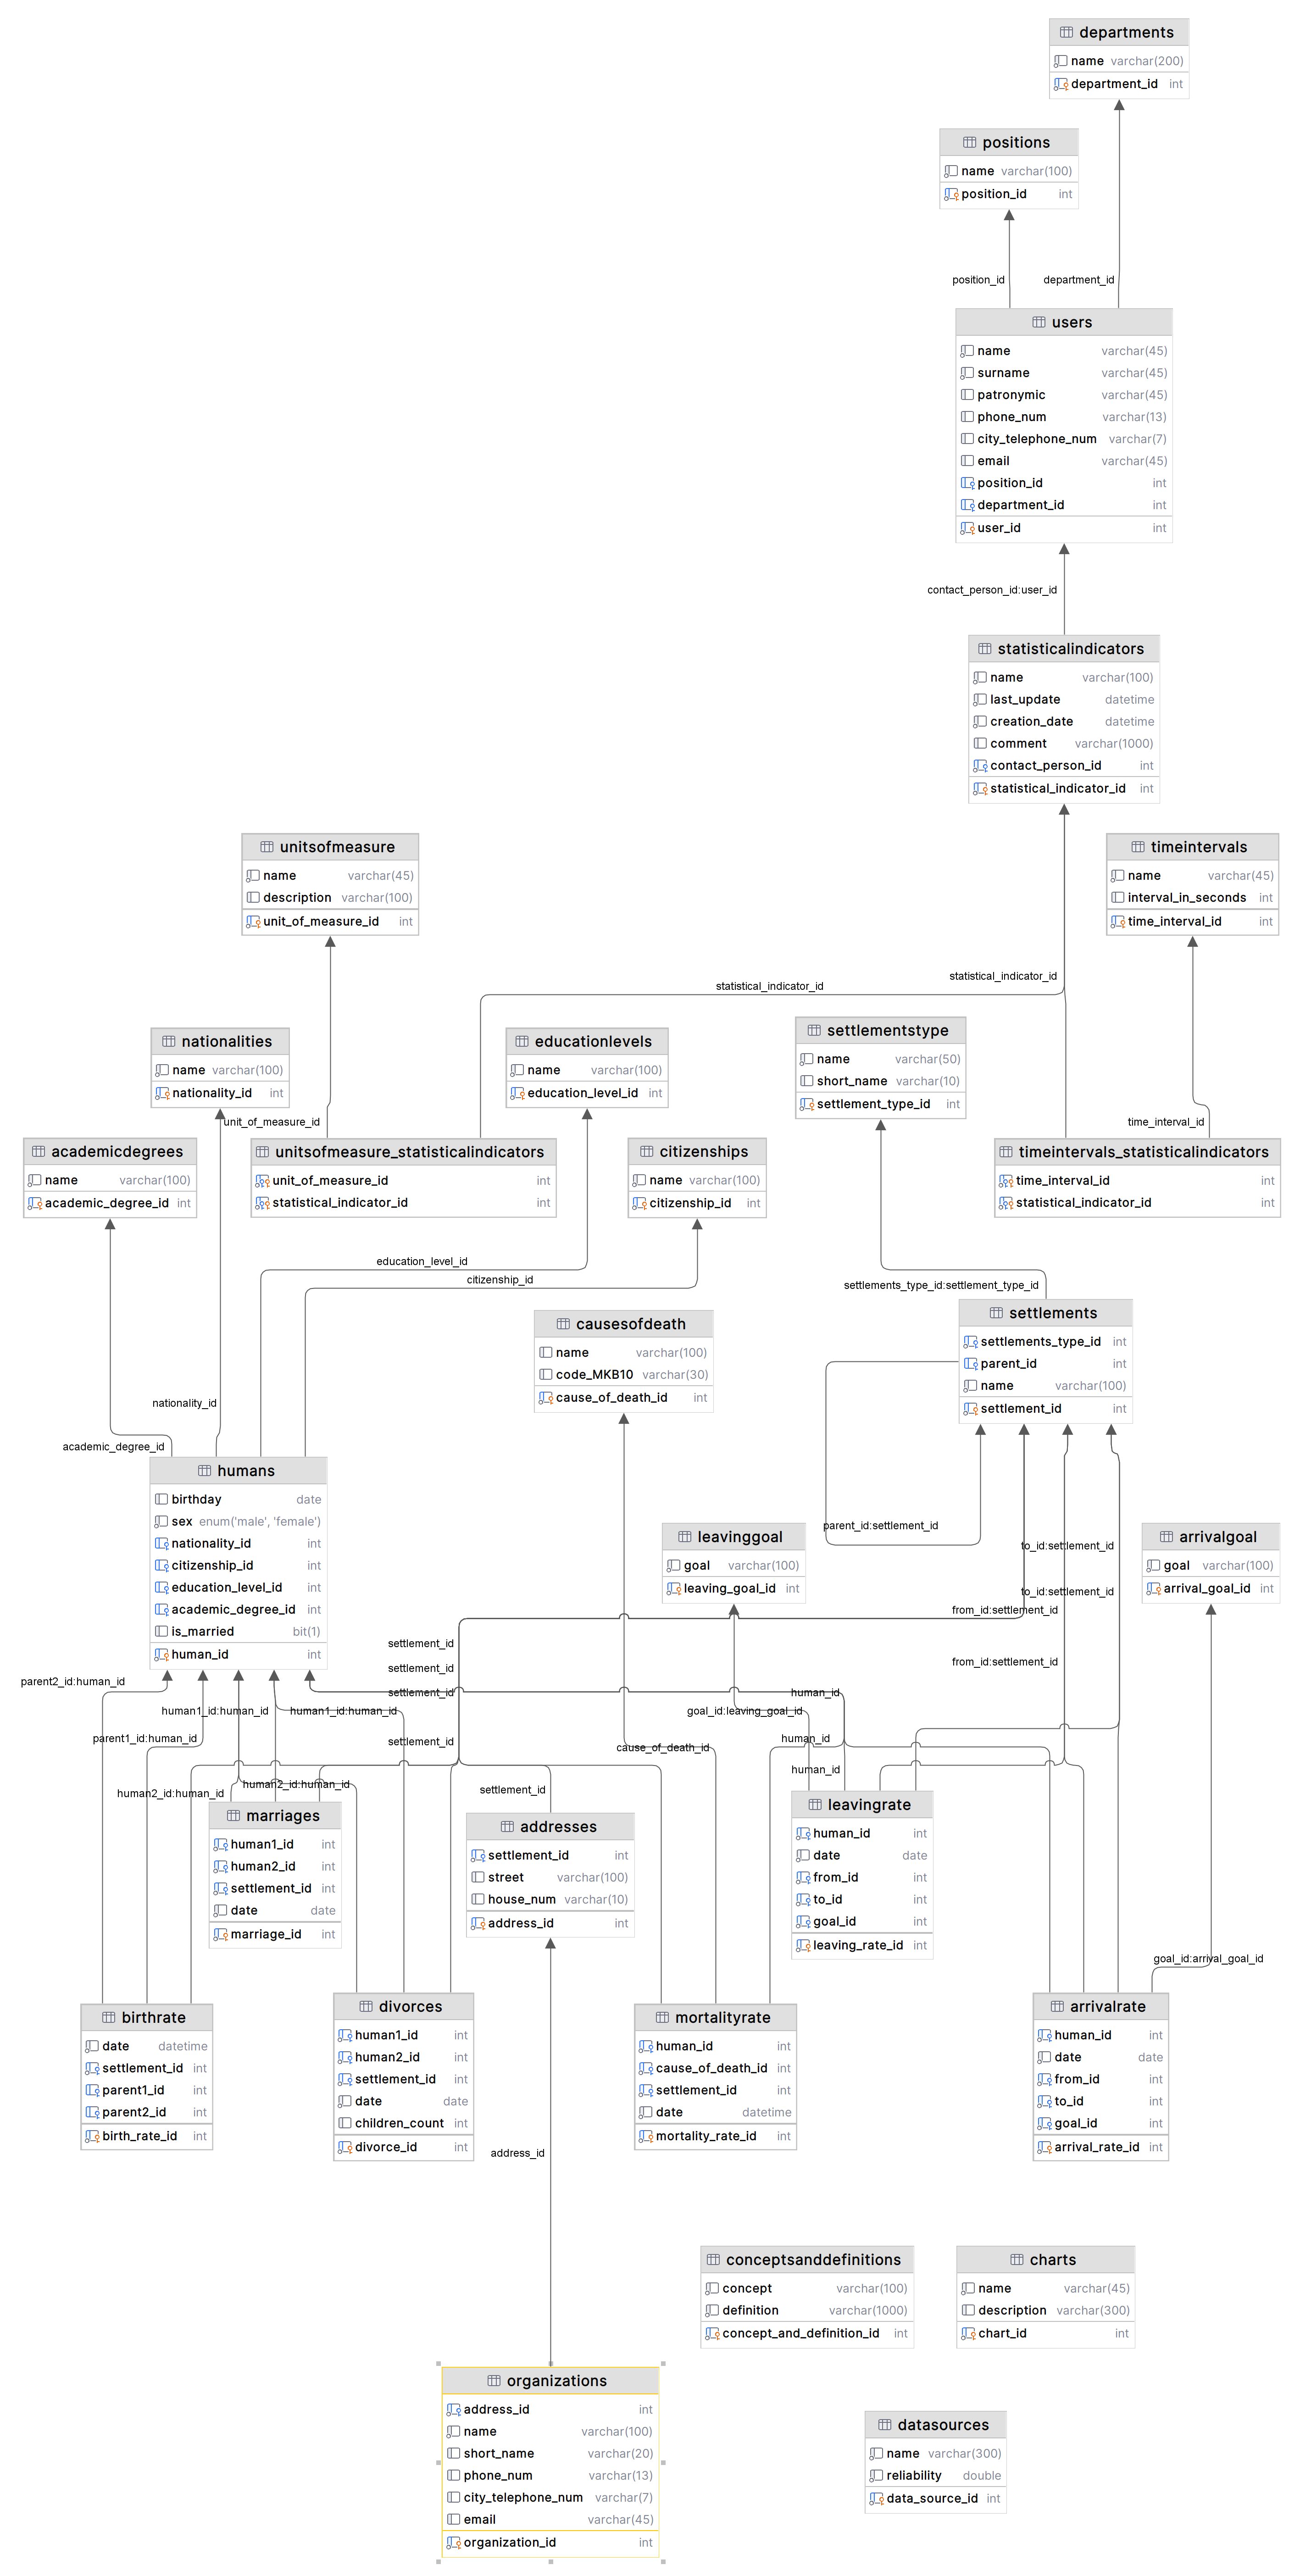 departments
name varchar(200)
department_id int
positions
name varchar(100)
position_id int
position_id
department_id
users
name varchar(45)
surname varchar(45)
patronymic varchar(45)
phone_num varchar(13)
city_telephone_num varchar(7)
email varchar(45)
position_id int
department_id int
user_id int
contact_person_id:user_id
statisticalindicators
name varchar(100)
last_update datetime
creation_date datetime
comment varchar(1000)
contact_person_id int
statistical_indicator_id int
unitsofmeasure
name varchar(45)
description varchar(100)
unit_of_measure_id int
timeintervals
name varchar(45)
interval_in_seconds int
time_interval_id int
statistical_indicator_id
statistical_indicator_id
nationalities
name varchar(100)
nationality_id int
educationlevels
name varchar(100)
education_level_id int
settlementstype
name varchar(50)
short_name varchar(10)
settlement_type_id int
unit_of_measure_id
time_interval_id
academicdegrees
name varchar(100)
academic_degree_id int
unitsofmeasure_statisticalindicators
unit_of_measure_id int
statistical_indicator_id int
citizenships
name varchar(100)
citizenship_id int
timeintervals_statisticalindicators
time_interval_id int
statistical_indicator_id int
education_level_id
citizenship_id
settlements_type_id:settlement_type_id
causesofdeath
name varchar(100)
code_MKB10 varchar(30)
cause_of_death_id int
settlements
settlements_type_id int
parent_id int
name varchar(100)
settlement_id int
nationality_id
academic_degree_id
humans
birthday date
sex enum('male', 'female')
nationality_id int
citizenship_id int
education_level_id int
academic_degree_id int
is_married bit(1)
human_id int
parent_id:settlement_id
leavinggoal
goal varchar(100)
leaving_goal_id int
arrivalgoal
goal varchar(100)
arrival_goal_id int
to_id:settlement_id
to_id:settlement_id
from_id:settlement_id
from_id:settlement_id
settlement_id
settlement_id
settlement_id
settlement_id
parent2_id:human_id
human1_id:human_id
human1_id:human_id
parent1_id:human_id
human_id
goal_id:leaving_goal_id
human_id
cause_of_death_id
human_id
human2_id:human_id
human2_id:human_id
settlement_id
marriages
human1_id int
human2_id int
settlement_id int
date date
marriage_id int
addresses
settlement_id int
street varchar(100)
house_num varchar(10)
address_id int
leavingrate
human_id int
date date
from_id int
to_id int
goal_id int
leaving_rate_id int
goal_id:arrival_goal_id
birthrate
date datetime
settlement_id int
parent1_id int
parent2_id int
birth_rate_id int
divorces
human1_id int
human2_id int
settlement_id int
date date
children_count int
divorce_id int
mortalityrate
human_id int
cause_of_death_id int
settlement_id int
date datetime
mortality_rate_id int
arrivalrate
human_id int
date date
from_id int
to_id int
goal_id int
arrival_rate_id int
address_id
conceptsanddefinitions
concept varchar(100)
definition varchar(1000)
concept_and_definition_id int
charts
name varchar(45)
description varchar(300)
chart_id int
organizations
address_id int
name varchar(100)
short_name varchar(20)
phone_num varchar(13)
city_telephone_num varchar(7)
email varchar(45)
organization_id int
datasources
name varchar(300)
reliability double
data_source_id int